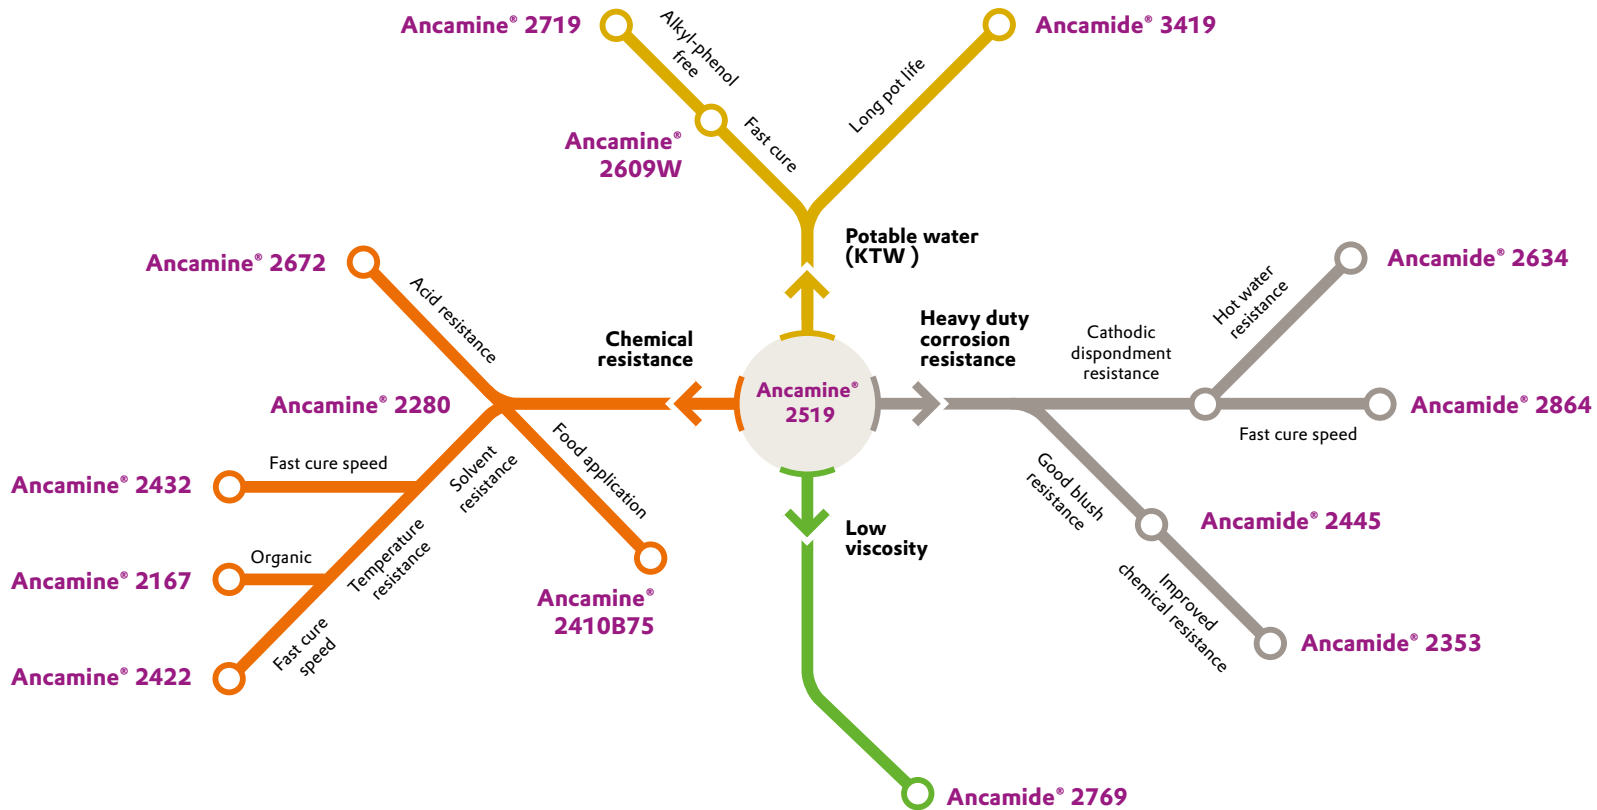 Ancamine® 2719
Alkyl-phenol
free
Ancamide® 3419
Long pot life
Ancamine®
2609W
Fast cure
Potable water
(KTW )
Ancamine® 2672
Acid resistance
Chemical
resistance
Ancamine® 2280
Ancamine®
2519
Heavy duty
corrosion
resistance
Cathodic
dispondment
resistance
Hot water
resistance
Ancamide® 2634
Ancamide® 2864
Fast cure speed
Fast cure speed
Ancamine® 2432
Solvent
resistance
Food application
Organic
Ancamine® 2167
Temperature
resistance
Fast cure
speed
Ancamine® 2422
Ancamine®
2410B75
Low
viscosity
Good blush
resistance
Ancamide® 2445
Improved
chemical resistance
Ancamide® 2353
Ancamide® 2769